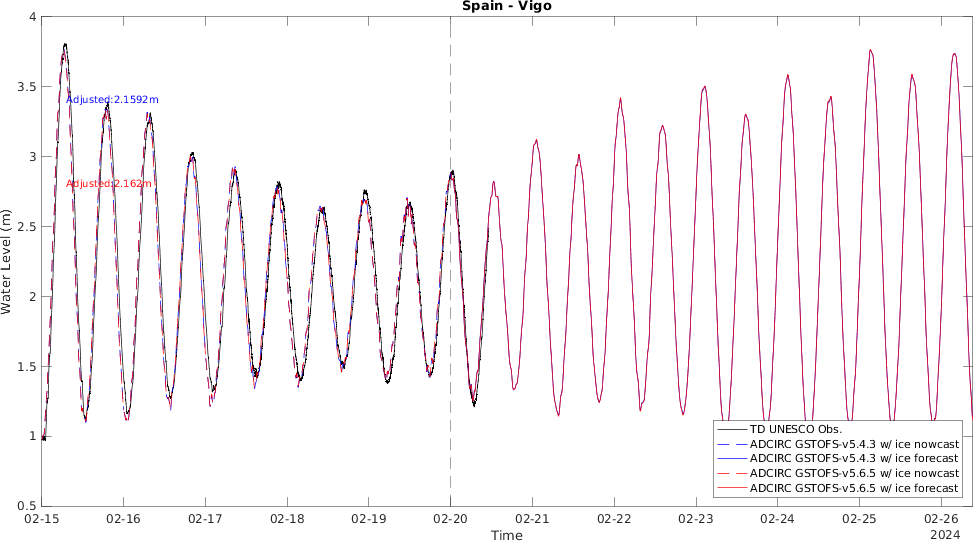 Spain - Vigo
4
3.5
3
2.5
2
1.5
1
0.5
Water Level (m)
Adjusted:2.1592m
Adjusted:2.162m
TD UNESCO Obs.
ADCIRC GSTOFS-v5.4.3 w/ ice nowcast
ADCIRC GSTOFS-v5.4.3 w/ ice forecast
ADCIRC GSTOFS-v5.6.5 w/ ice nowcast
ADCIRC GSTOFS-v5.6.5 w/ ice forecast
02-15 02-16 02-17 02-18 02-19 02-20 02-21 02-22 02-23 02-24 02-25 02-26
Time
2024